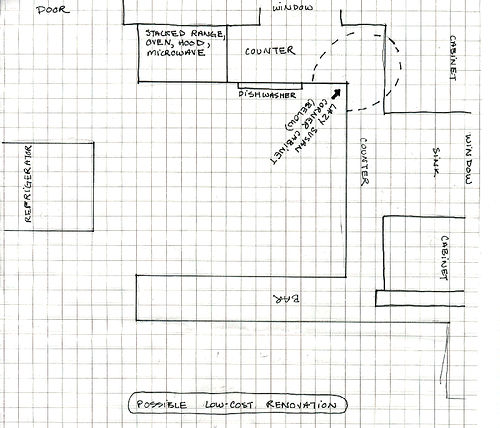 DOOR
WINDOW
STACKED RANGE,
OVEN, HOOD,
MICROWAVE
COUNTER
CABINET
DISHWASHER
LAZY SUSAN
CORNER CABINET
(BELOW)
COUNTER
SINK
WINDOW
REFRIGERATOR
CABINET
BAR
POSSIBLE LOW-COST RENOVATION